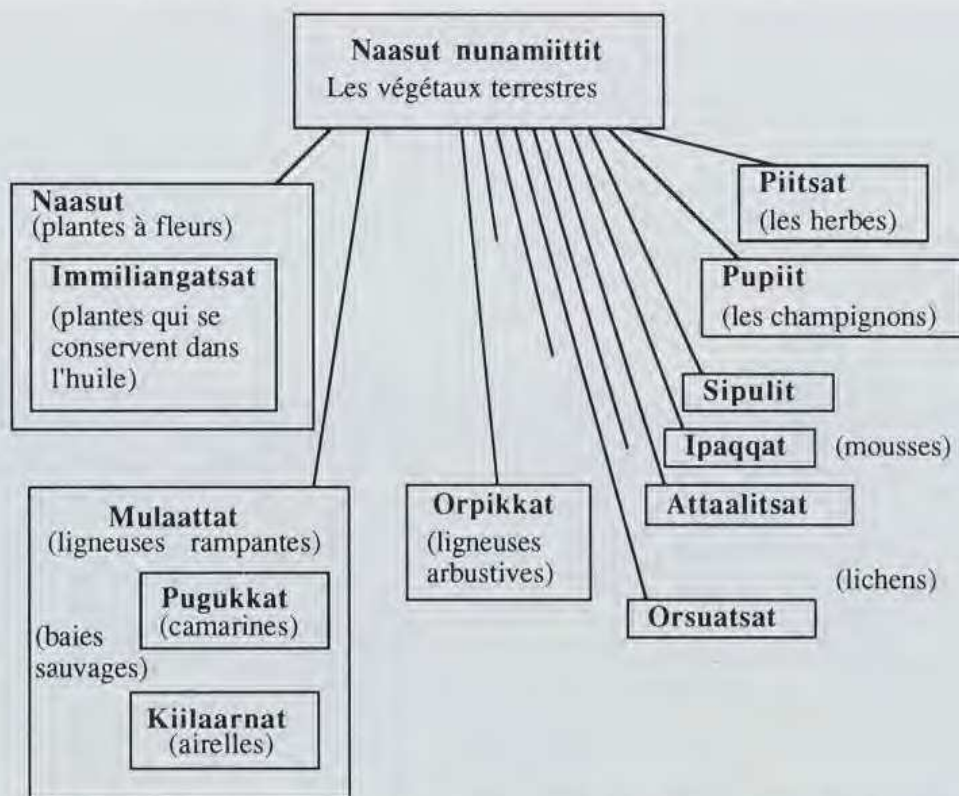 Naasut nunamiittit
Les végétaux terrestres
Naasut
(plantes à fleurs)
Immiliangatsat
(plantes qui se
conservent dans
l'huile)
Mulaattat
(ligneuses rampantes)
Pugukkat
(camarines)
(baies
sauvages)
Kiilaarnat
(airelles)
Orpikkat
(ligneuses
arbustives)
Piitsat
(les herbes)
Pupiit
(les champignons)
Sipulit
Ipaqqat (mousses)
Attaalitsat
(lichens)
Orsuatsat